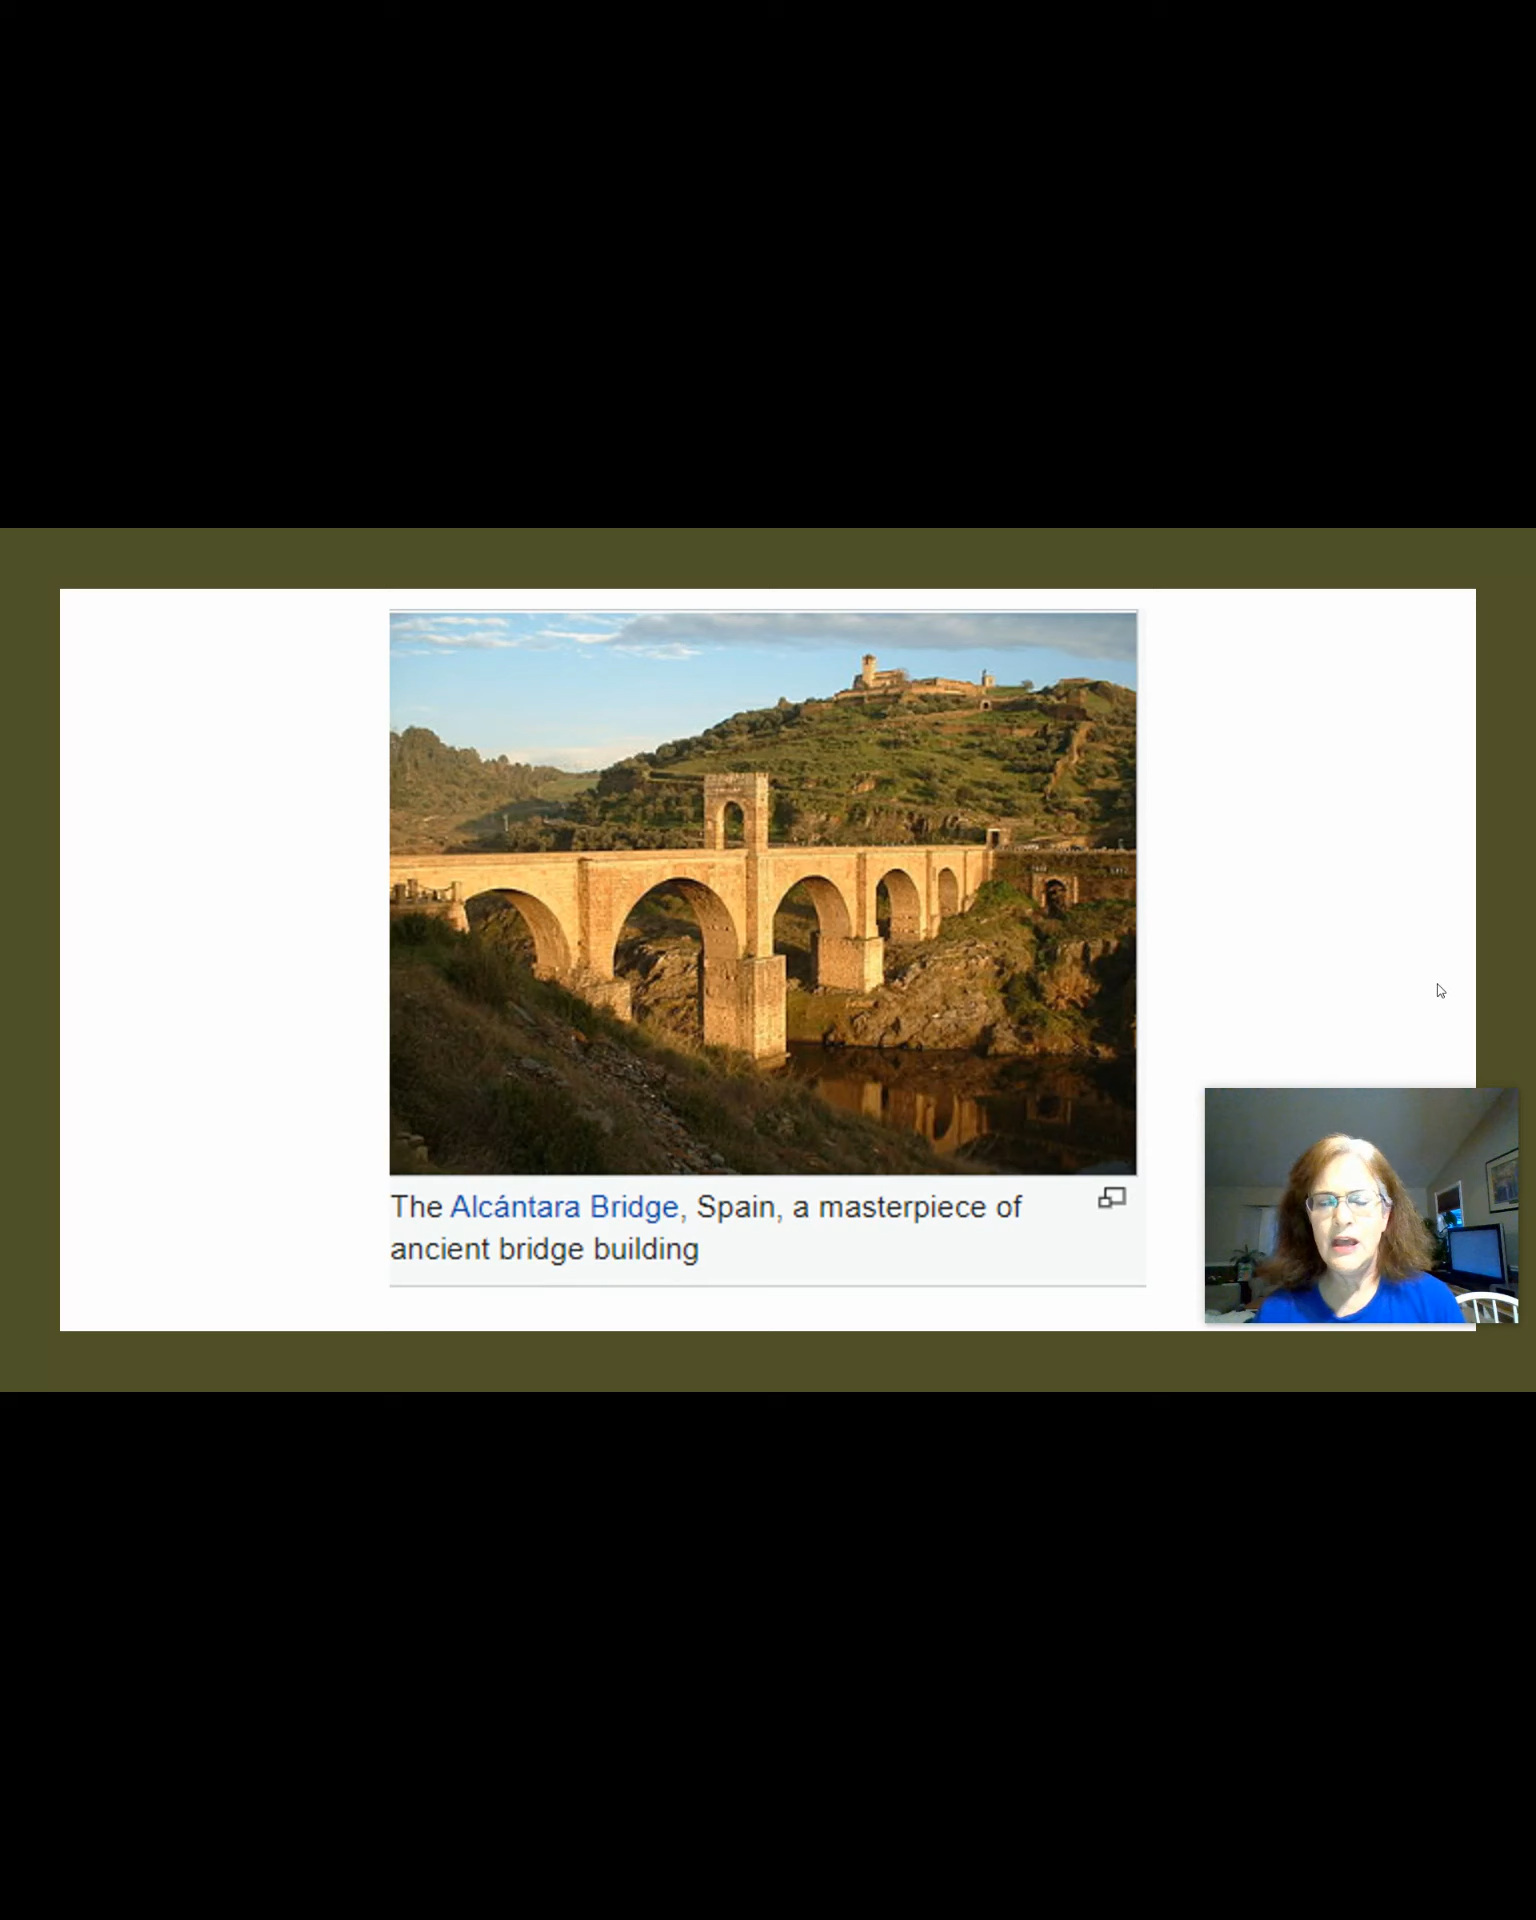 The Alcántara Bridge, Spain, a masterpiece of
ancient bridge building